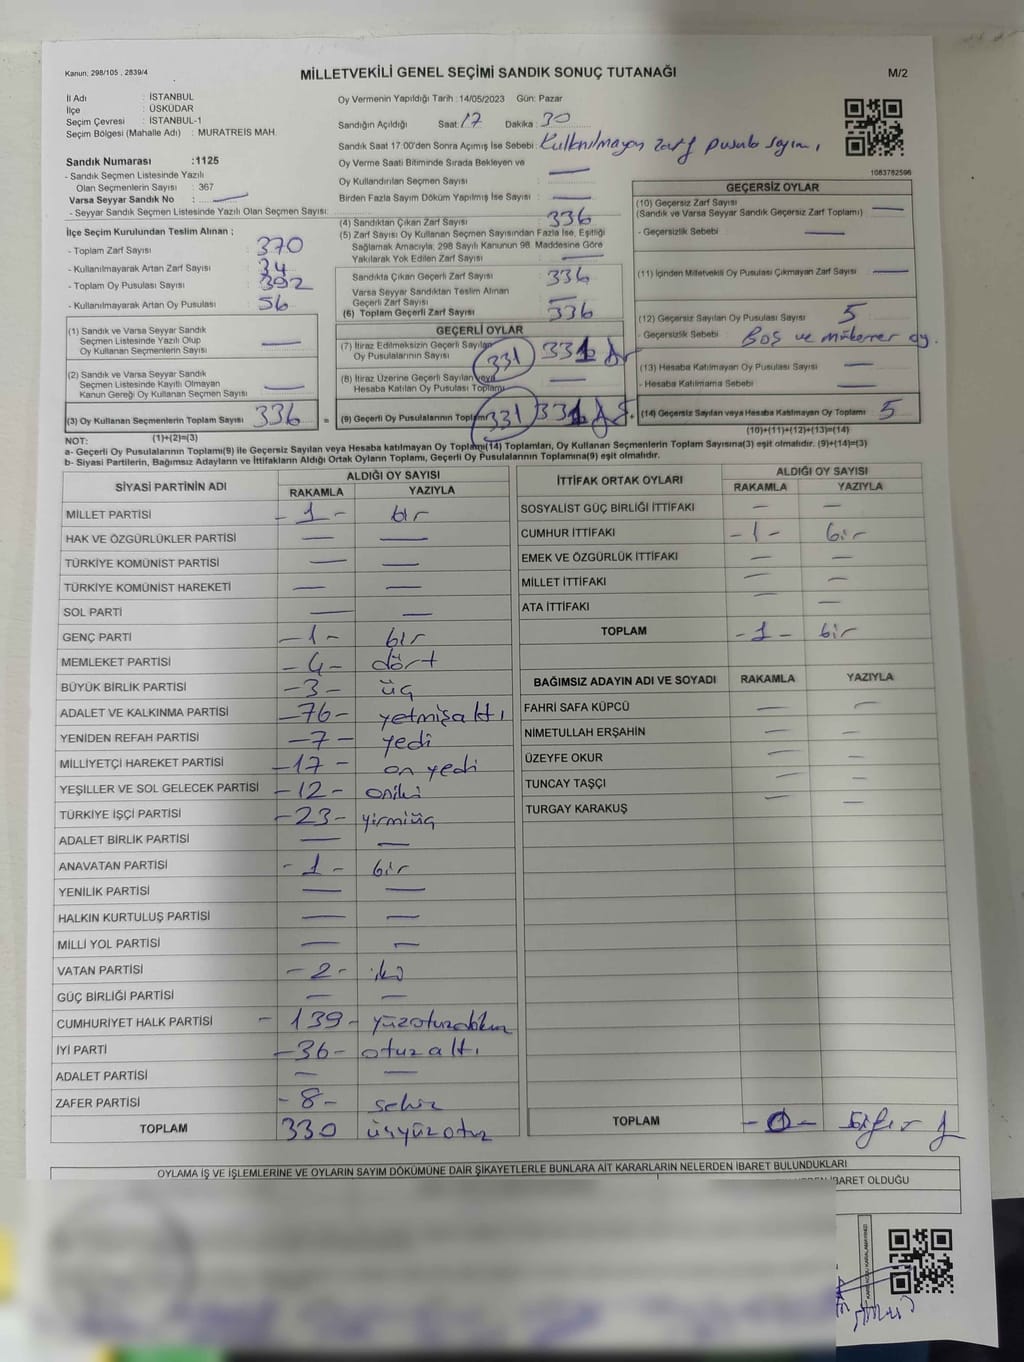 Kanun: 298/105 , 2839/4
MİLLETVEKİLİ GENEL SEÇİMİ SANDIK SONUÇ TUTANAĞI
M/2
İl Adı : İSTANBUL
İlçe : ÜSKÜDAR
Seçim Çevresi : İSTANBUL-1
Seçim Bölgesi (Mahalle Adı) : MURATREİS MAH.
Sandık Numarası :1125
- Sandık Seçmen Listesinde Yazılı
Olan Seçmenlerin Sayısı : 367
Varsa Seyyar Sandık No : —
- Seyyar Sandık Seçmen Listesinde Yazılı Olan Seçmen Sayısı:
İlçe Seçim Kurulundan Teslim Alınan ;
- Toplam Zarf Sayısı 370
- Kullanılmayarak Artan Zarf Sayısı 34
- Toplam Oy Pusulası Sayısı 392
- Kullanılmayarak Artan Oy Pusulası 56
(1) Sandık ve Varsa Seyyar Sandık
Seçmen Listesinde Yazılı Olup
Oy Kullanan Seçmenlerin Sayısı —
(2) Sandık ve Varsa Seyyar Sandık
Seçmen Listesinde Kayıtlı Olmayan
Kanun Gereği Oy Kullanan Seçmen Sayısı —
(3) Oy Kullanan Seçmenlerin Toplam Sayısı 336 =
(1)+(2)=(3)
Oy Vermenin Yapıldığı Tarih :14/05/2023 Gün: Pazar
Sandığın Açıldığı Saat: 17 Dakika : 30
Sandık Saat 17:00'den Sonra Açımış İse Sebebi: Kullanılmayan zarf pusula sayımı
Oy Verme Saati Bitiminde Sırada Bekleyen ve
Oy Kullandırılan Seçmen Sayısı : —
Birden Fazla Sayım Döküm Yapılmış İse Sayısı : —
(4) Sandıktan Çıkan Zarf Sayısı 336
(5) Zarf Sayısı Oy Kullanan Seçmen Sayısından Fazla İse, Eşitliği
Sağlamak Amacıyla; 298 Sayılı Kanunun 98. Maddesine Göre
Yakılarak Yok Edilen Zarf Sayısı —
Sandıkta Çıkan Geçerli Zarf Sayısı 336
Varsa Seyyar Sandıktan Teslim Alınan
Geçerli Zarf Sayısı —
(6) Toplam Geçerli Zarf Sayısı 336
GEÇERLİ OYLAR
(7) İtiraz Edilmeksizin Geçerli Sayılan
Oy Pusulalarının Sayısı 331 331
(8) İtiraz Üzerine Geçerli Sayılan veya
Hesaba Katılan Oy Pusulası Toplamı —
(9) Geçerli Oy Pusulalarının Toplamı 331 331 +
1083782596
GEÇERSİZ OYLAR
(10) Geçersiz Zarf Sayısı
(Sandık ve Varsa Seyyar Sandık Geçersiz Zarf Toplamı) —
- Geçersizlik Sebebi —
(11) İçinden Milletvekili Oy Pusulası Çıkmayan Zarf Sayısı —
(12) Geçersiz Sayılan Oy Pusulası Sayısı 5
- Geçersizlik Sebebi Boş ve mükerrer oy.
(13) Hesaba Katılmayan Oy Pusulası Sayısı —
- Hesaba Katılmama Sebebi —
(14) Geçersiz Sayılan veya Hesaba Katılmayan Oy Toplamı 5
(10)+(11)+(12)+(13)=(14)
NOT:
a- Geçerli Oy Pusulalarının Toplamı(9) ile Geçersiz Sayılan veya Hesaba katılmayan Oy Toplamı(14) Toplamları, Oy Kullanan Seçmenlerin Toplam Sayısına(3) eşit olmalıdır. (9)+(14)=(3)
b- Siyasi Partilerin, Bağımsız Adayların ve İttifakların Aldığı Ortak Oyların Toplamı, Geçerli Oy Pusulalarının Toplamına(9) eşit olmalıdır.
SİYASİ PARTİNİN ADI
ALDIĞI OY SAYISI
RAKAMLA YAZIYLA
MİLLET PARTİSİ - 1 - bir
HAK VE ÖZGÜRLÜKLER PARTİSİ — —
TÜRKİYE KOMÜNİST PARTİSİ — —
TÜRKİYE KOMÜNİST HAREKETİ — —
SOL PARTİ — —
GENÇ PARTİ - 1 - bir
MEMLEKET PARTİSİ - 4 - dört
BÜYÜK BİRLİK PARTİSİ - 3 - üç
ADALET VE KALKINMA PARTİSİ - 76 - yetmişaltı
YENİDEN REFAH PARTİSİ - 7 - yedi
MİLLİYETÇİ HAREKET PARTİSİ - 17 - on yedi
YEŞİLLER VE SOL GELECEK PARTİSİ - 12 - oniki
TÜRKİYE İŞÇİ PARTİSİ - 23 - yirmiüç
ADALET BİRLİK PARTİSİ — —
ANAVATAN PARTİSİ - 1 - bir
YENİLİK PARTİSİ — —
HALKIN KURTULUŞ PARTİSİ — —
MİLLİ YOL PARTİSİ — —
VATAN PARTİSİ - 2 - iki
GÜÇ BİRLİĞİ PARTİSİ — —
CUMHURİYET HALK PARTİSİ - 139 - yüzotuzdokuz
İYİ PARTİ - 36 - otuz altı
ADALET PARTİSİ — —
ZAFER PARTİSİ - 8 - sekiz
TOPLAM 330 üçyüzotuz
İTTİFAK ORTAK OYLARI
ALDIĞI OY SAYISI
RAKAMLA YAZIYLA
SOSYALİST GÜÇ BİRLİĞİ İTTİFAKI — —
CUMHUR İTTİFAKI - 1 - bir
EMEK VE ÖZGÜRLÜK İTTİFAKI — —
MİLLET İTTİFAKI — —
ATA İTTİFAKI — —
TOPLAM - 1 - bir
BAĞIMSIZ ADAYIN ADI VE SOYADI RAKAMLA YAZIYLA
FAHRİ SAFA KÜPCÜ — —
NİMETULLAH ERŞAHİN — —
ÜZEYFE OKUR — —
TUNCAY TAŞÇI — —
TURGAY KARAKUŞ — —
TOPLAM - 0 - sıfır
OYLAMA İŞ VE İŞLEMLERİNE VE OYLARIN SAYIM DÖKÜMÜNE DAİR ŞİKAYETLERLE BUNLARA AİT KARARLARIN NELERDEN İBARET BULUNDUKLARI
İBARET OLDUĞU